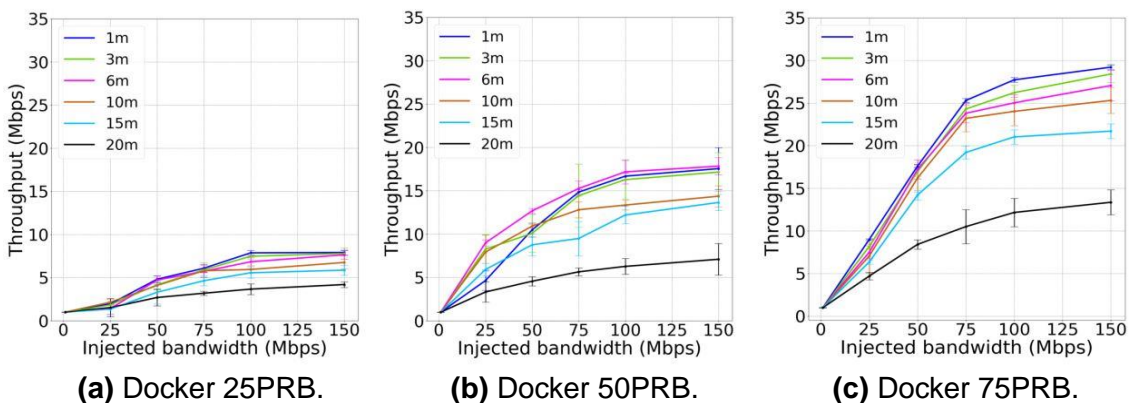 35
30
25
20
15
10
5
0
Throughput (Mbps)
1m
3m
6m
10m
15m
20m
0 25 50 75 100 150
Injected bandwidth (Mbps)
(a) Docker 25PRB.
35
30
25
20
15
10
5
0
Throughput (Mbps)
1m
3m
6m
10m
15m
20m
0 25 50 75 100 150
Injected bandwidth (Mbps)
(b) Docker 50PRB.
35
30
25
20
15
10
5
0
Throughput (Mbps)
1m
3m
6m
10m
15m
20m
0 25 50 75 100 150
Injected bandwidth (Mbps)
(c) Docker 75PRB.